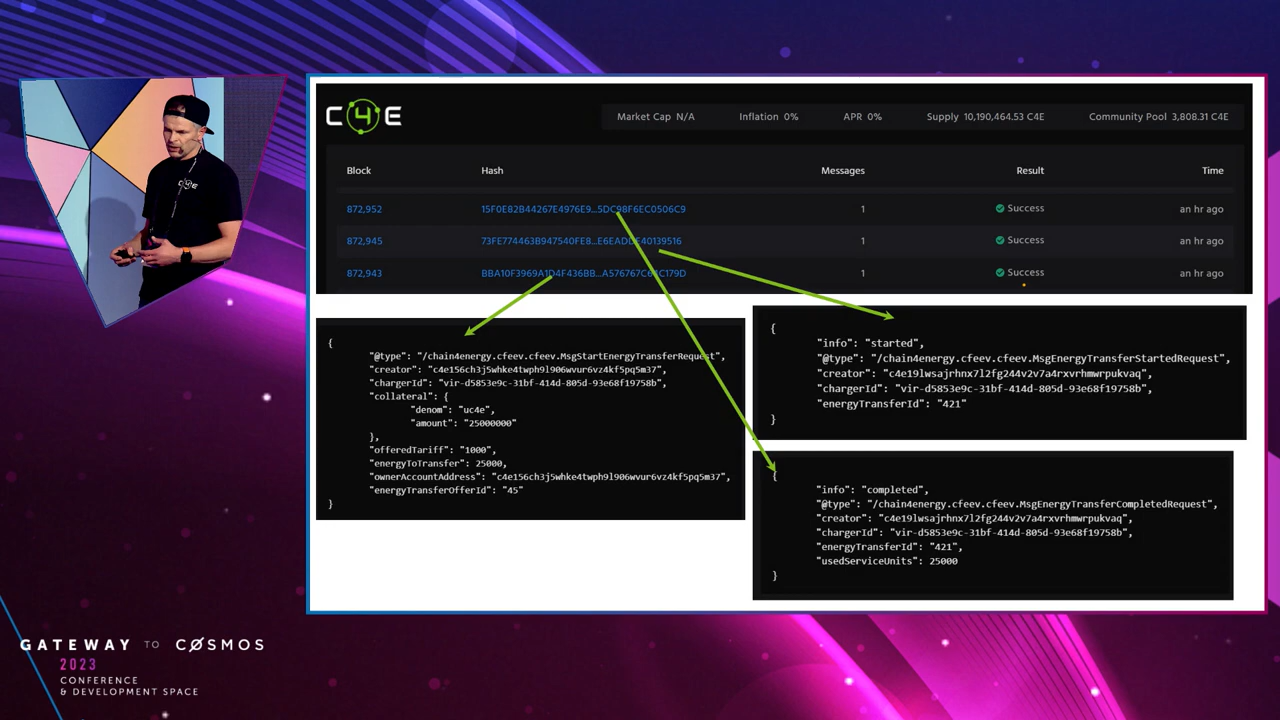 C4E
Market Cap N/A Inflation 0% APR 0% Supply 10,190,464.53 C4E Community Pool 3,808.31 C4E
Block Hash Messages Result Time
872,952 15F0E82B44267E4976E9...5DC98F6EC0506C9 1 Success an hr ago
872,945 73FE774463B947540FE8... 1 Success an hr ago
872,943 1 Success an hr ago
{
"@type": "/chain4energy.cfeev.cfeev.MsgStartEnergyTransferRequest",
"creator": "c4e156ch3j5whke4twph9l906wvur6vz4kf5pq5m37",
"chargerId": "vir-d5853e9c-31bf-414d-805d-93e68f19758b",
"collateral": {
"denom": "uc4e",
"amount": "25000000"
},
"offeredTariff": "1000",
"energyToTransfer": 25000,
"ownerAccountAddress": "c4e156ch3j5whke4twph9l906wvur6vz4kf5pq5m37",
"energyTransferOfferId": "45"
}
{
"info": "started",
"@type": "/chain4energy.cfeev.cfeev.MsgEnergyTransferStartedRequest",
"creator": "c4e19lwsajrhnx7l2fg244v2v7a4rxvrhmwrpukvaq",
"chargerId": "vir-d5853e9c-31bf-414d-805d-93e68f19758b",
"energyTransferId": "421"
}
{
"info": "completed",
"@type": "/chain4energy.cfeev.cfeev.MsgEnergyTransferCompletedRequest",
"creator": "c4e19lwsajrhnx7l2fg244v2v7a4rxvrhmwrpukvaq",
"chargerId": "vir-d5853e9c-31bf-414d-805d-93e68f19758b",
"energyTransferId": "421",
"usedServiceUnits": 25000
}
C4E
GATEWAY TO COSMOS
2023
CONFERENCE
& DEVELOPMENT SPACE